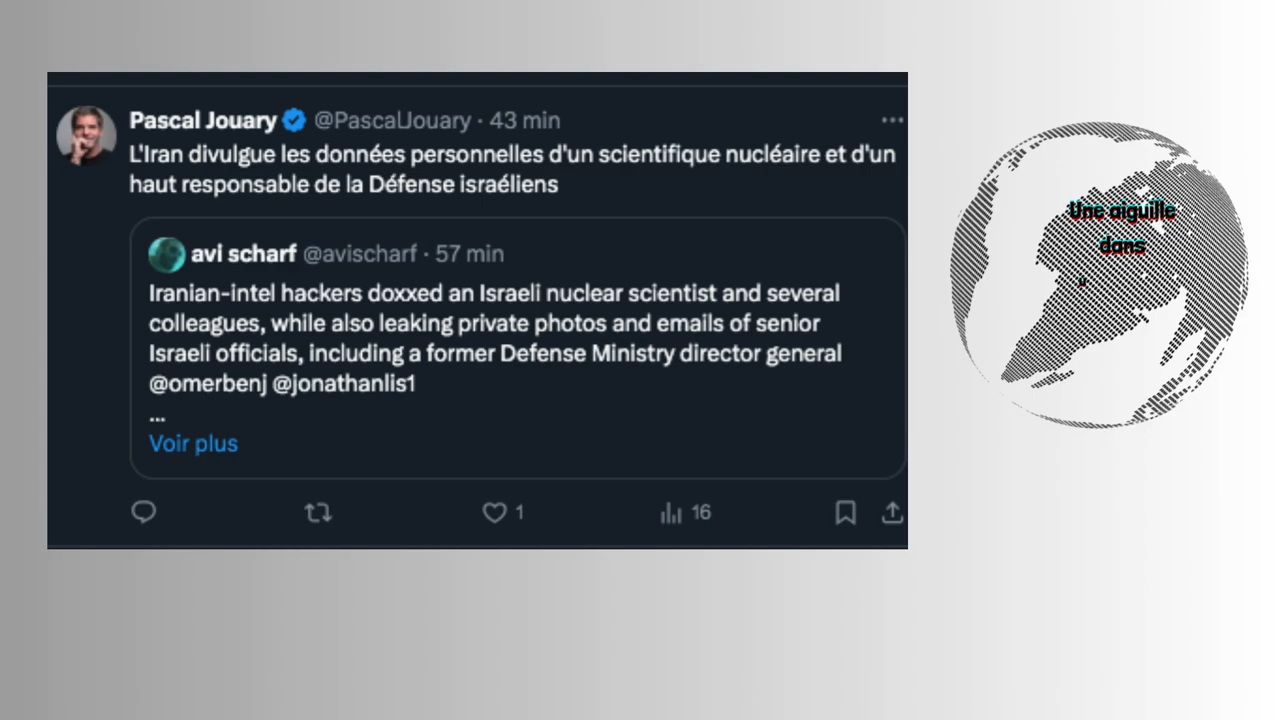 Pascal Jouary @PascalJouary · 43 min
L'Iran divulgue les données personnelles d'un scientifique nucléaire et d'un
haut responsable de la Défense israéliens
avi scharf @avischarf · 57 min
Iranian-intel hackers doxxed an Israeli nuclear scientist and several
colleagues, while also leaking private photos and emails of senior
Israeli officials, including a former Defense Ministry director general
@omerbenj @jonathanlis1
...
Voir plus
1
16
Une aiguille
dans